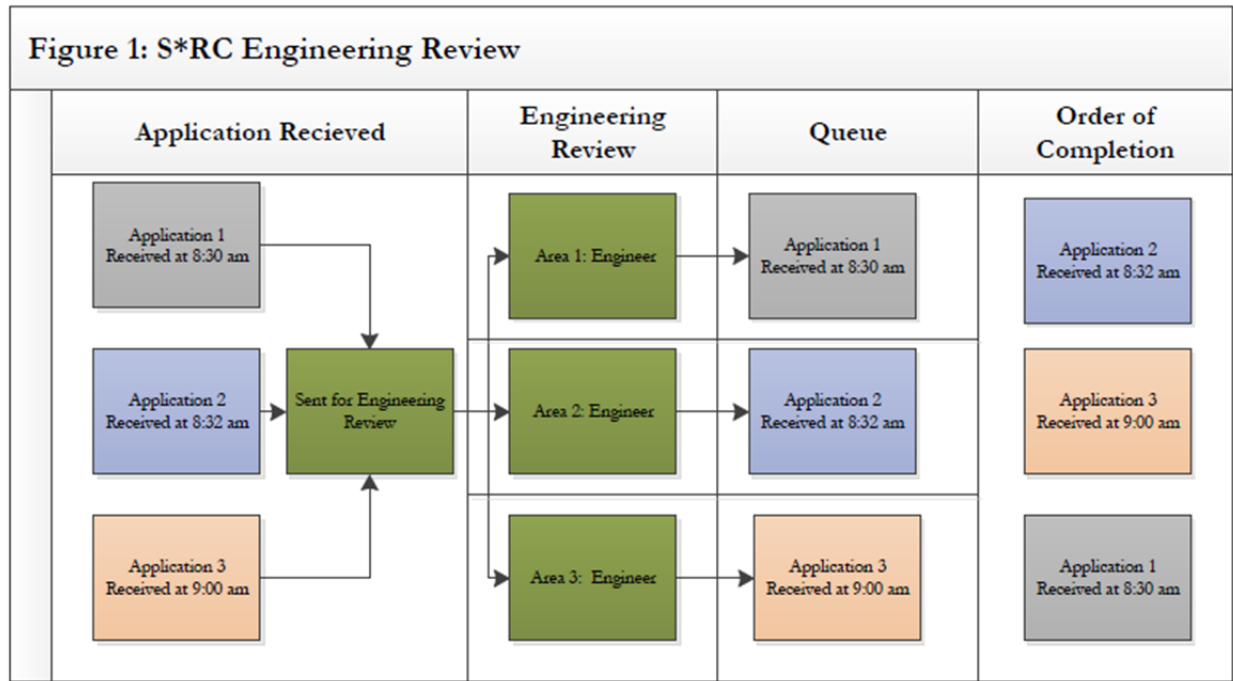 Figure 1: S*RC Engineering Review
Application Recieved
Engineering
Review
Queue
Order of
Completion
Application 1
Received at 8:30 am
Application 2
Received at 8:32 am
Application 3
Received at 9:00 am
Sent for Engineering
Review
Area 1: Engineer
Area 2: Engineer
Area 3: Engineer
Application 1
Received at 8:30 am
Application 2
Received at 8:32 am
Application 3
Received at 9:00 am
Application 2
Received at 8:32 am
Application 3
Received at 9:00 am
Application 1
Received at 8:30 am